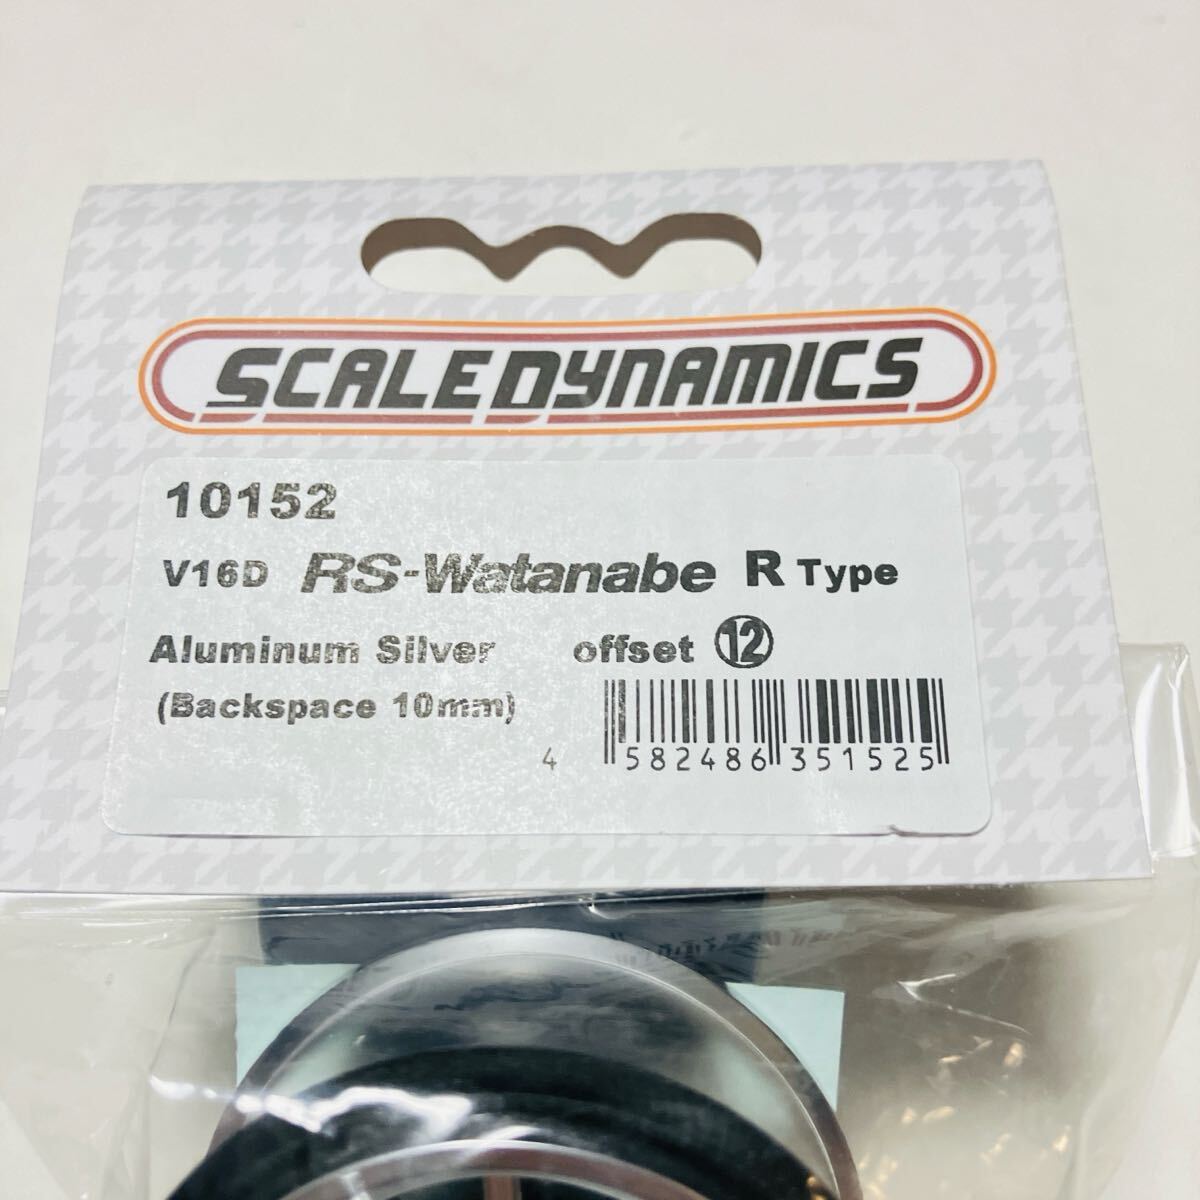 SCALEDYNAMICS
10152
V16D RS-Watanabe R Type
Aluminum Silver offset ⑫
(Backspace 10mm)
4 582486 351525